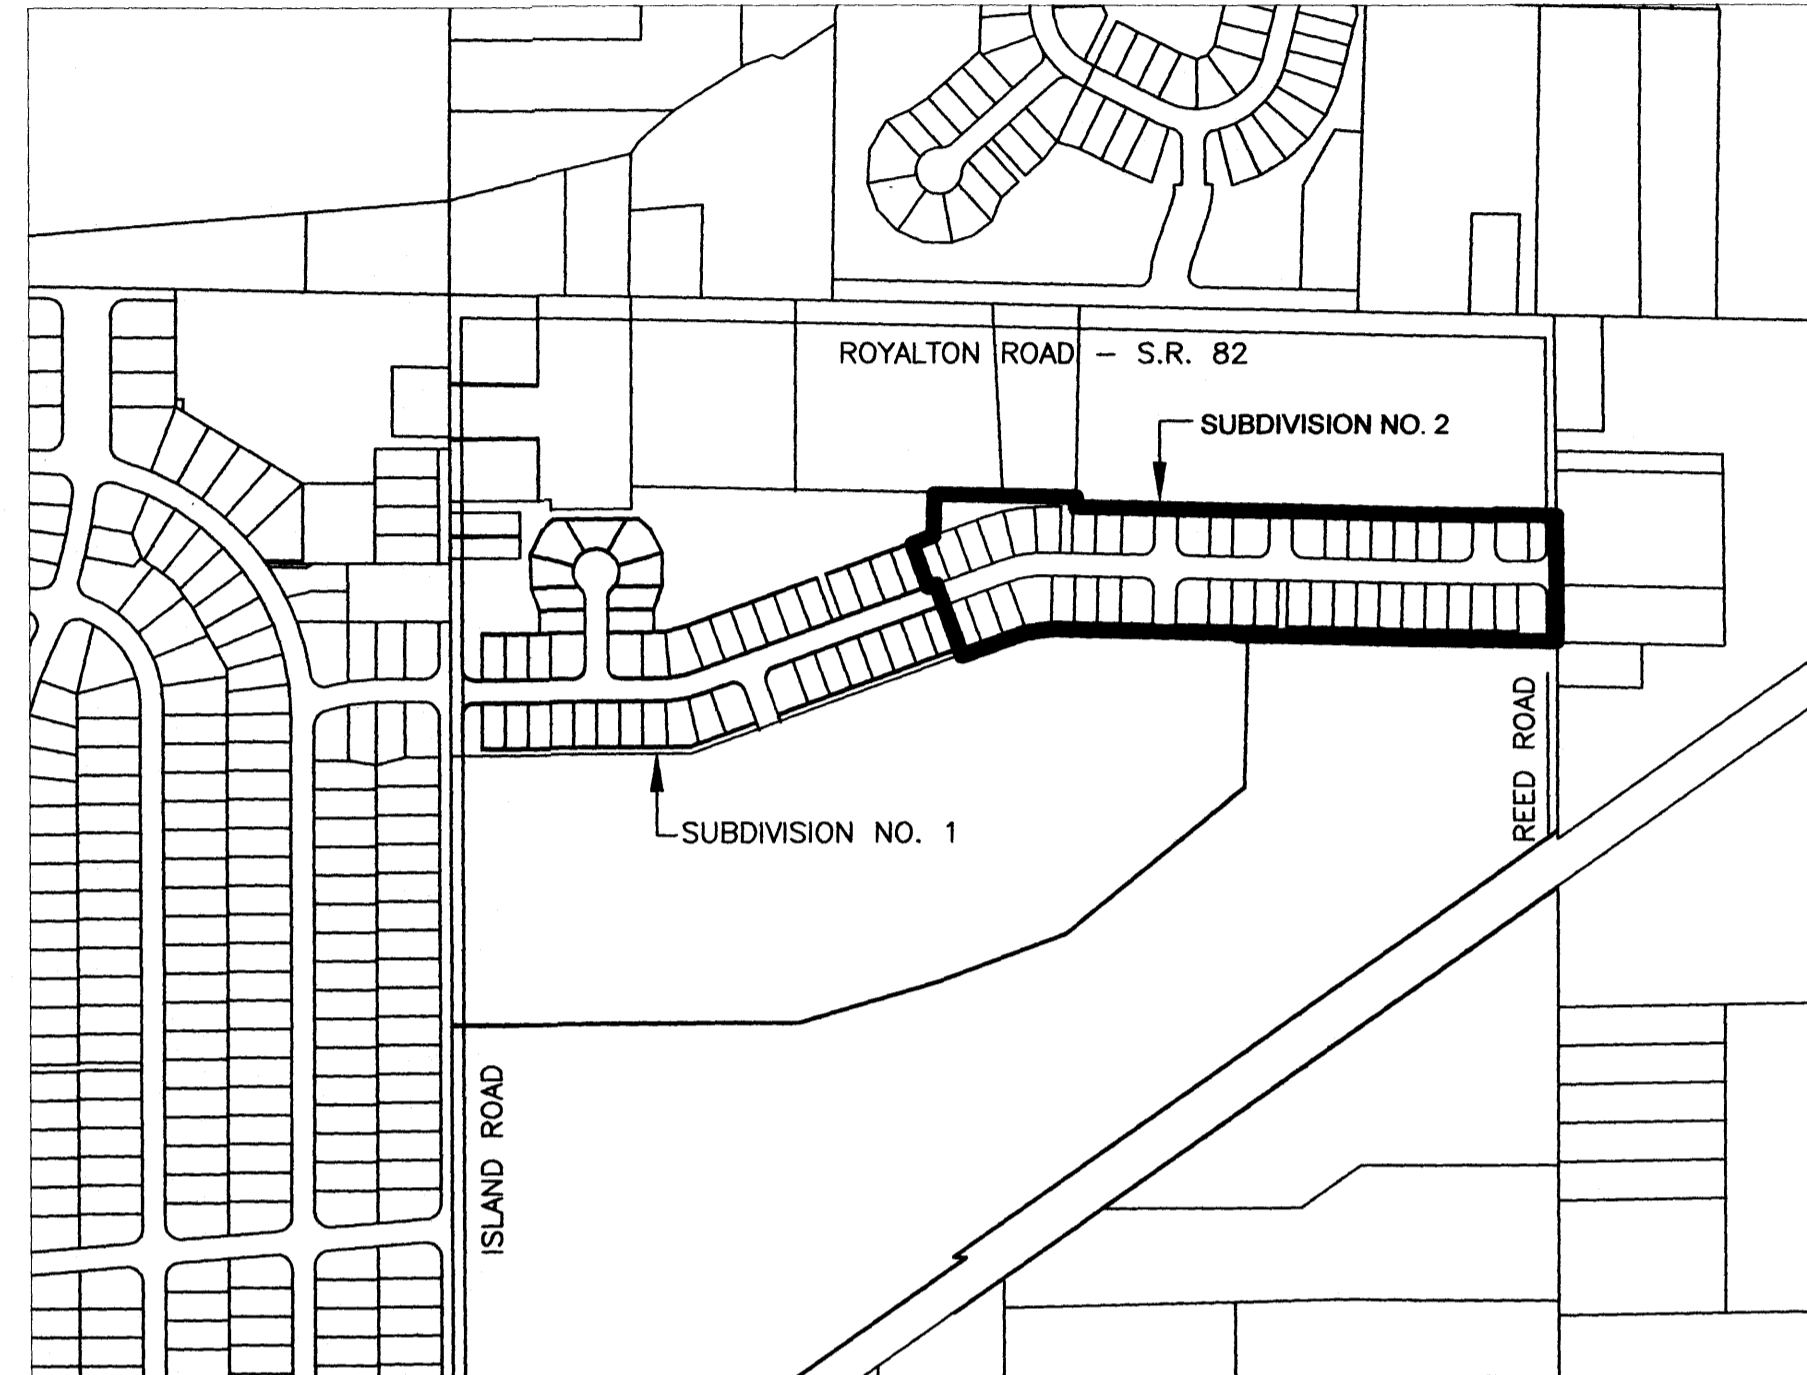 ROYALTON ROAD - S.R. 82
SUBDIVISION NO. 2
SUBDIVISION NO. 1
REED ROAD
ISLAND ROAD